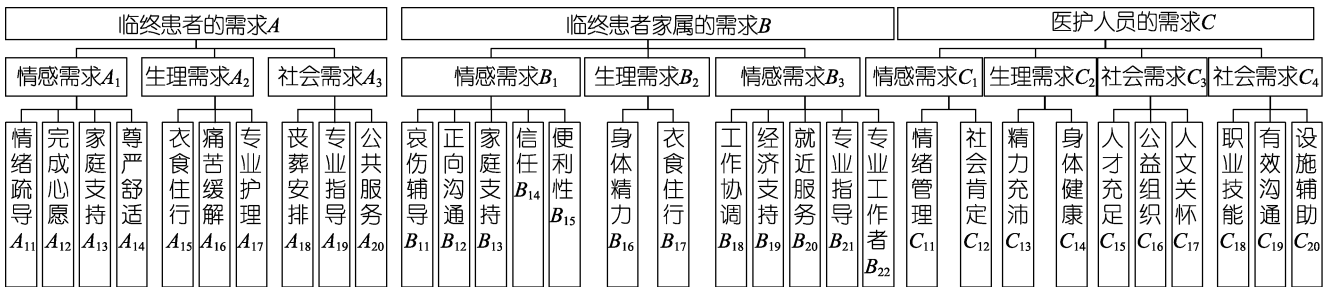 临终患者的需求A
临终患者家属的需求B
医护人员的需求C
情感需求A1
生理需求A2
社会需求A3
情感需求B1
生理需求B2
情感需求B3
情感需求C1
生理需求C2
社会需求C3
社会需求C4
情绪疏导A11
完成心愿A12
家庭支持A13
尊严舒适A14
衣食住行A15
痛苦缓解A16
专业护理A17
丧葬安排A18
专业指导A19
公共服务A20
哀伤辅导B11
正向沟通B12
家庭支持B13
信任B14
便利性B15
身体精力B16
衣食住行B17
工作协调B18
经济支持B19
就近服务B20
专业指导B21
专业工作者B22
情绪管理C11
社会肯定C12
精力充沛C13
身体健康C14
人才充足C15
公益组织C16
人文关怀C17
职业技能C18
有效沟通C19
设施辅助C20